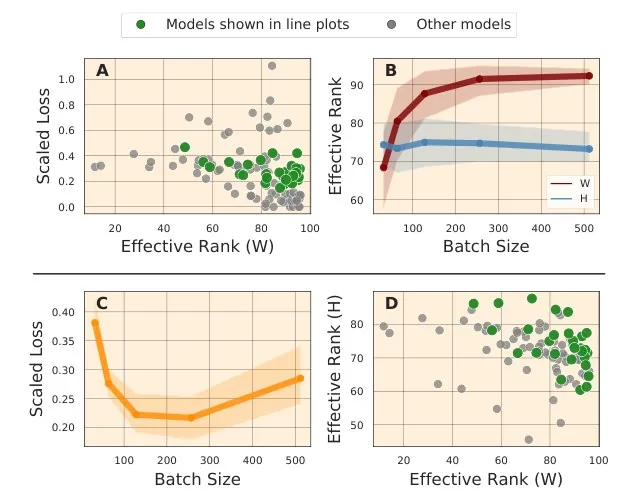 Models shown in line plots Other models
A
Scaled Loss
1.0
0.8
0.6
0.4
0.2
0.0
20 40 60 80 100
Effective Rank (W)
B
Effective Rank
90
80
70
60
W
H
100 200 300 400 500
Batch Size
C
Scaled Loss
0.40
0.35
0.30
0.25
0.20
100 200 300 400 500
Batch Size
D
Effective Rank (H)
80
70
60
50
20 40 60 80 100
Effective Rank (W)